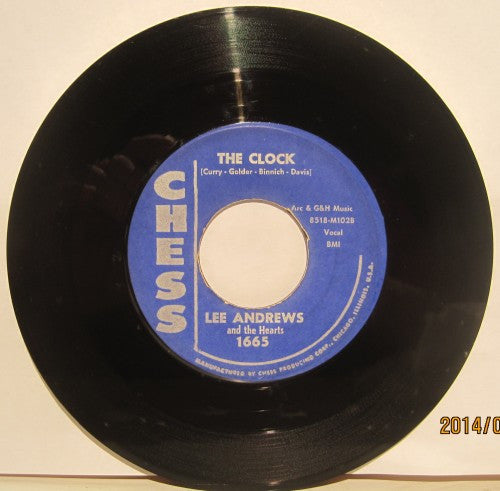 THE CLOCK
[Curry - Golder - Binnich - Davis]
CHESS
Arc & G&H Music
8518-M102B
Vocal
BMI
LEE ANDREWS
and the Hearts
1665
MANUFACTURED BY CHESS PRODUCING CORP., CHICAGO, ILLINOIS, U.S.A.
2014/0